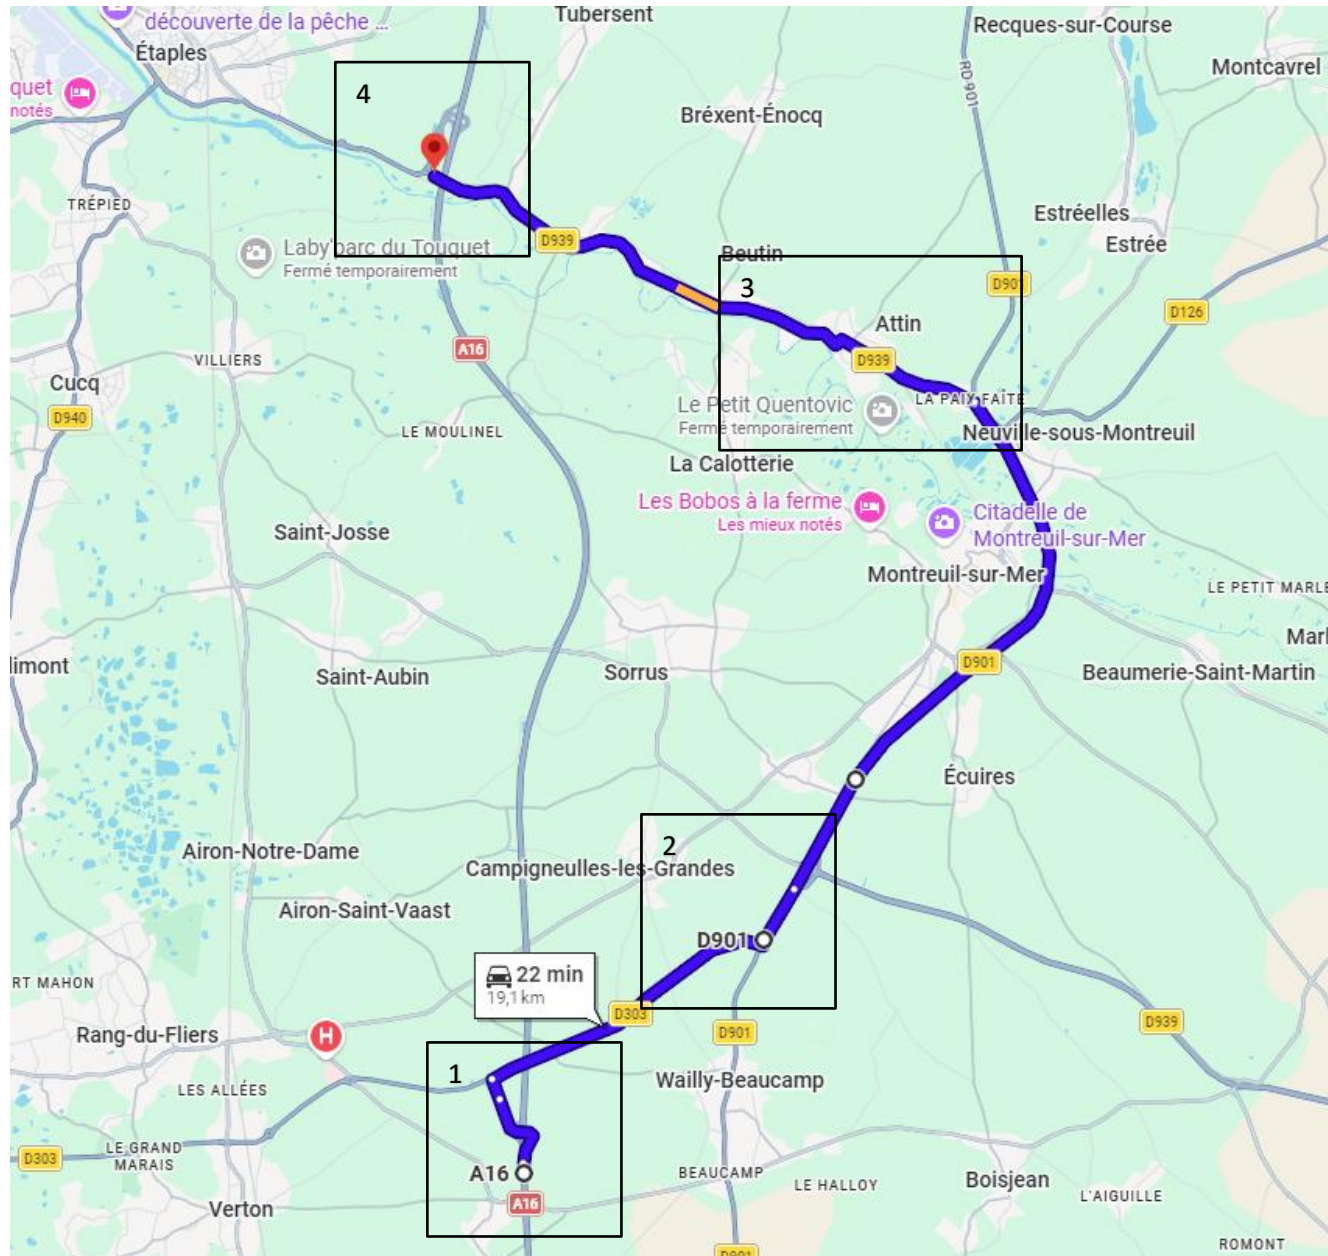 découverte de la pêche ...
Tubersent
Recques-sur-Course
Étaples
Montcavrel
quet
notés
4
RD 901
Bréxent-Énocq
TRÉPIED
Estréelles
D939
Laby'parc du Touquet
Fermé temporairement
Estrée
Beutin
3
D901
D126
Attin
A16
VILLIERS
D939
Cucq
D940
LE MOULINEL
Le Petit Quentovic
Fermé temporairement
LA PAIX FAITE
Neuville-sous-Montreuil
La Calotterie
Les Bobos à la ferme
Les mieux notés
Citadelle de
Montreuil-sur-Mer
Saint-Josse
Montreuil-sur-Mer
LE PETIT MARLE
Marl
limont
Saint-Aubin
Sorrus
D901
Beaumerie-Saint-Martin
Écuires
2
Airon-Notre-Dame
Campigneulles-les-Grandes
Airon-Saint-Vaast
D901
RT MAHON
22 min
19,1 km
D303
Rang-du-Fliers
H
D901
D939
1
LES ALLÉES
Wailly-Beaucamp
D303
LE GRAND
MARAIS
A16
BEAUCAMP
LE HALLOY
Boisjean
L'AIGUILLE
Verton
A16
ROMONT
D901